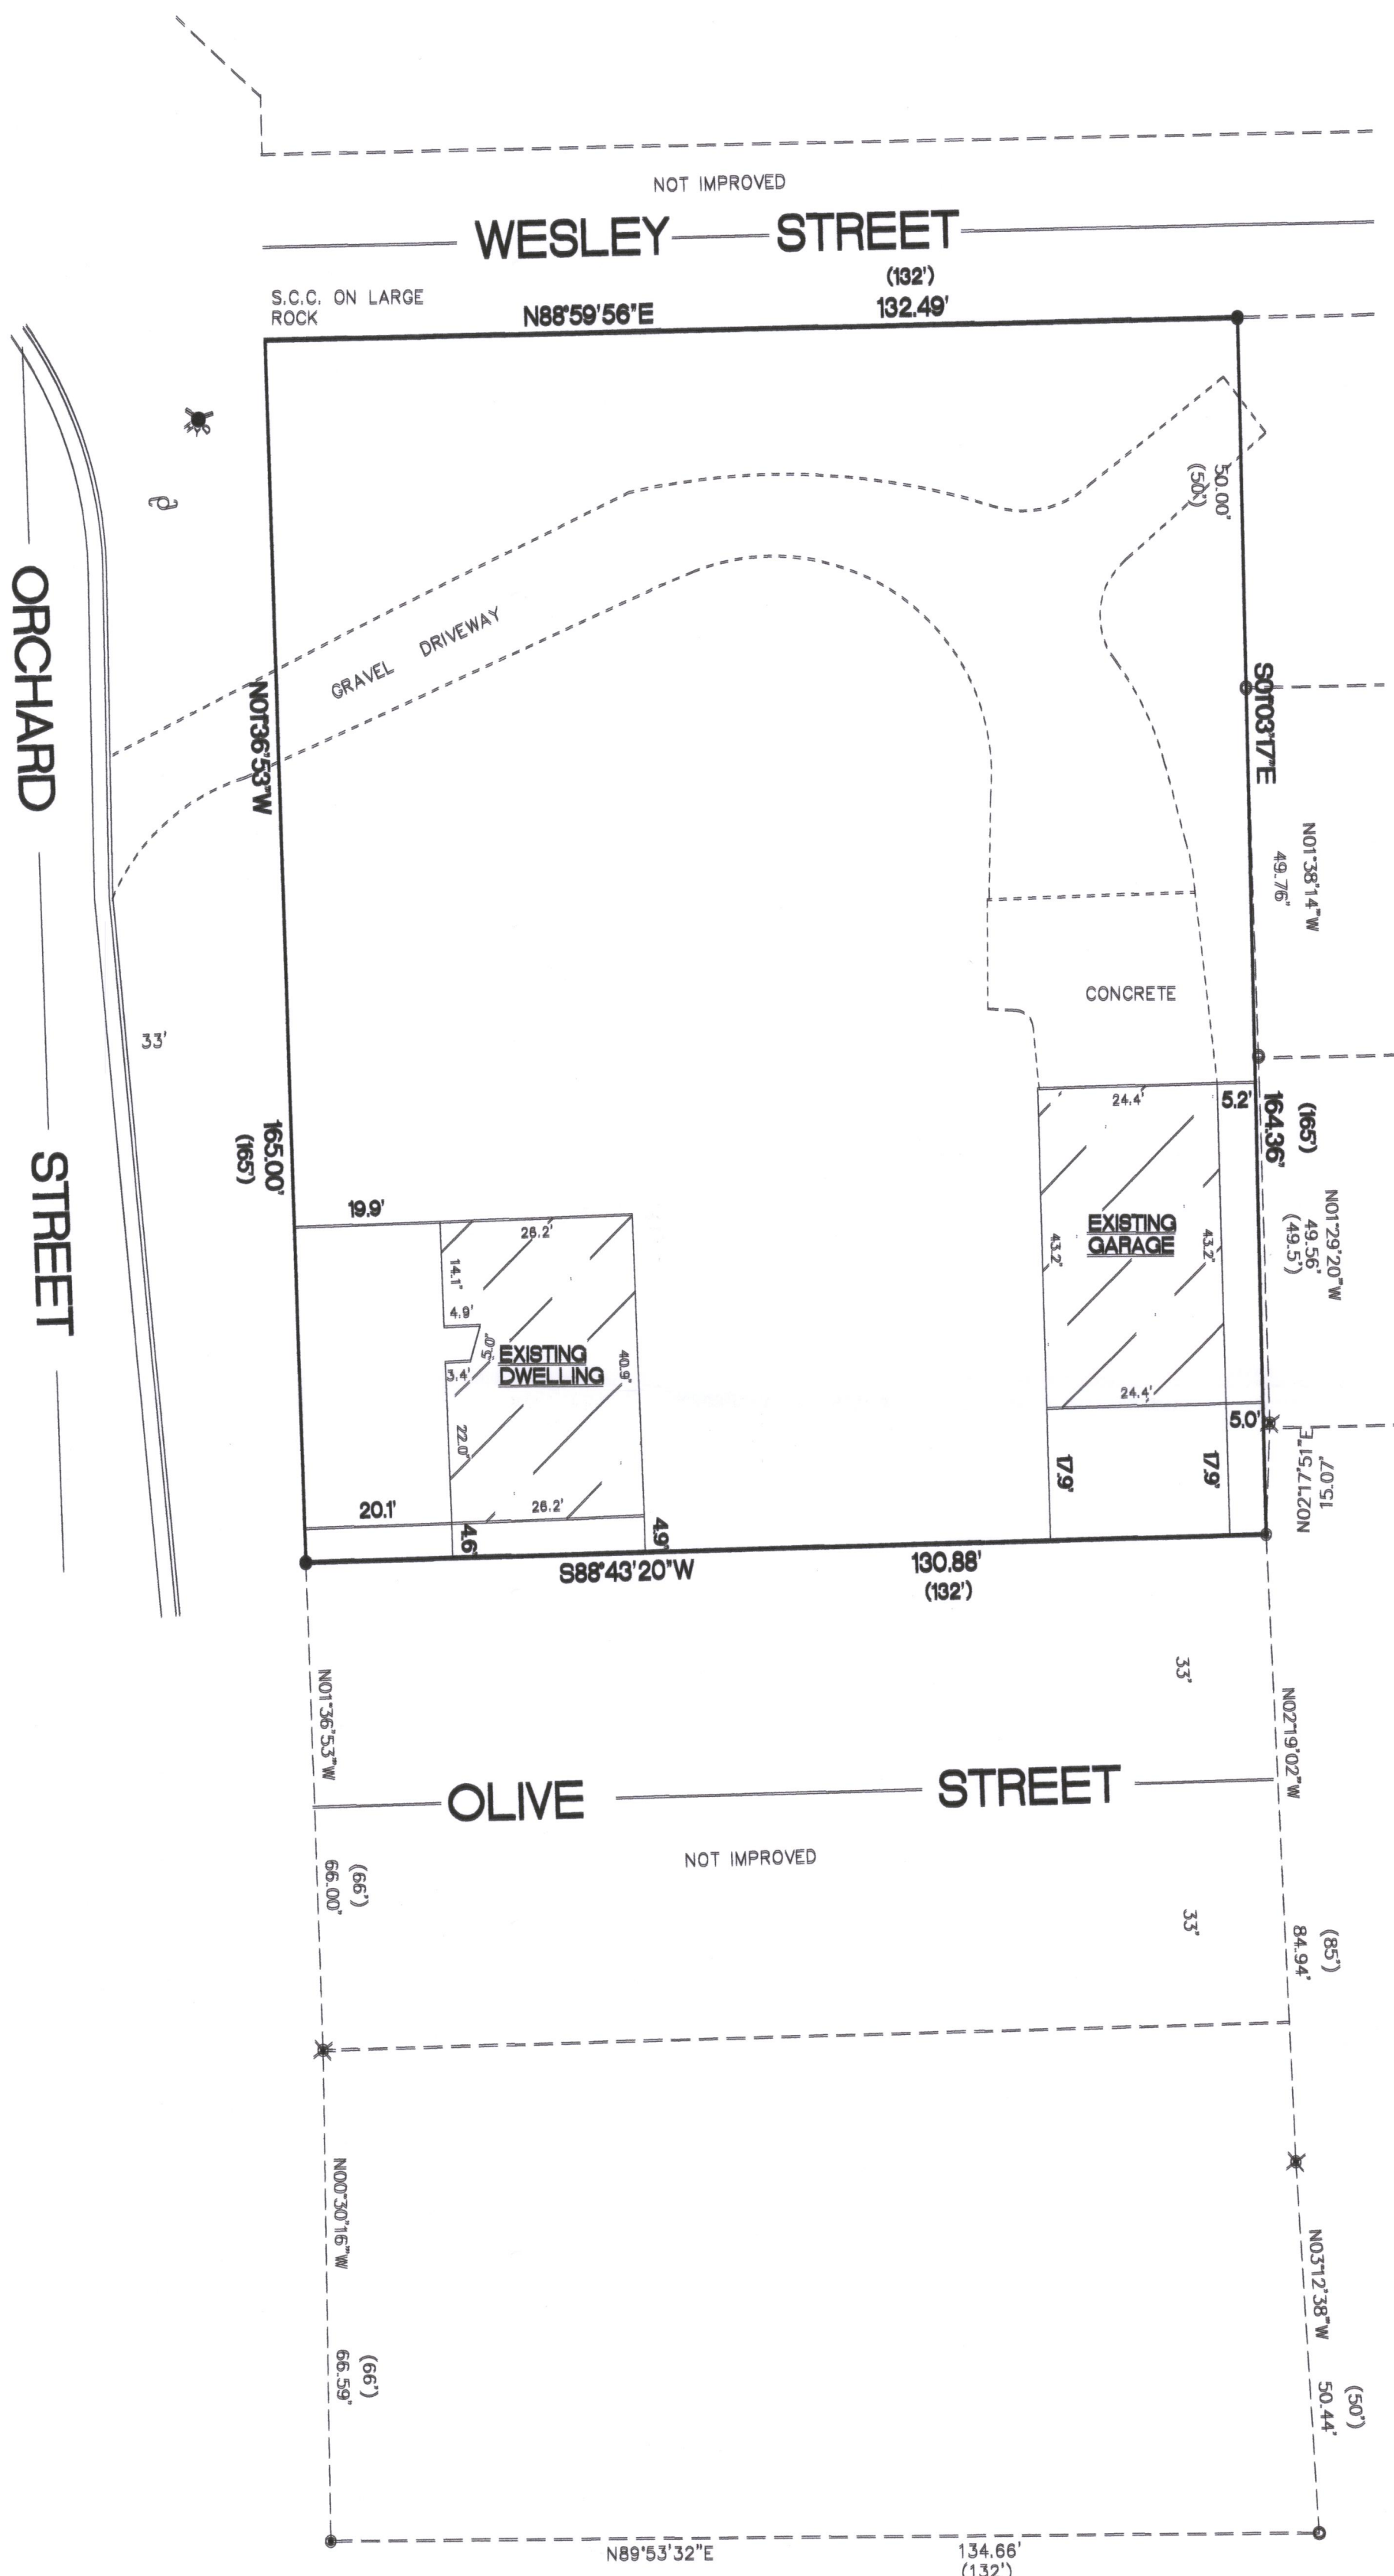 NOT IMPROVED
WESLEY STREET
(132')
132.49'
S.C.C. ON LARGE
ROCK
N88°59'56"E
50.00'
(50')
GRAVEL DRIVEWAY
N01°36'53"W
S01°03'17"E
ORCHARD STREET
N01°38'14"W
49.76'
CONCRETE
33'
24.4'
5.2'
(165')
164.36'
165.00'
(165')
19.9'
26.2'
EXISTING
GARAGE
43.2'
43.2'
N01°29'20"W
49.56'
(49.5')
14.1'
4.9'
5.0'
EXISTING
DWELLING
3.4'
40.9'
22.0'
24.4'
5.0'
17.9'
17.9'
15.07'
N02°17'51"E
20.1'
26.2'
4.6'
4.9'
S88°43'20"W
130.88'
(132')
N01°36'53"W
33'
N02°19'02"W
OLIVE STREET
NOT IMPROVED
(66')
66.00'
33'
(85')
84.94'
N00°30'16"W
N03°12'38"W
(66')
66.59'
(50')
50.44'
N89°53'32"E
134.66'
(132')